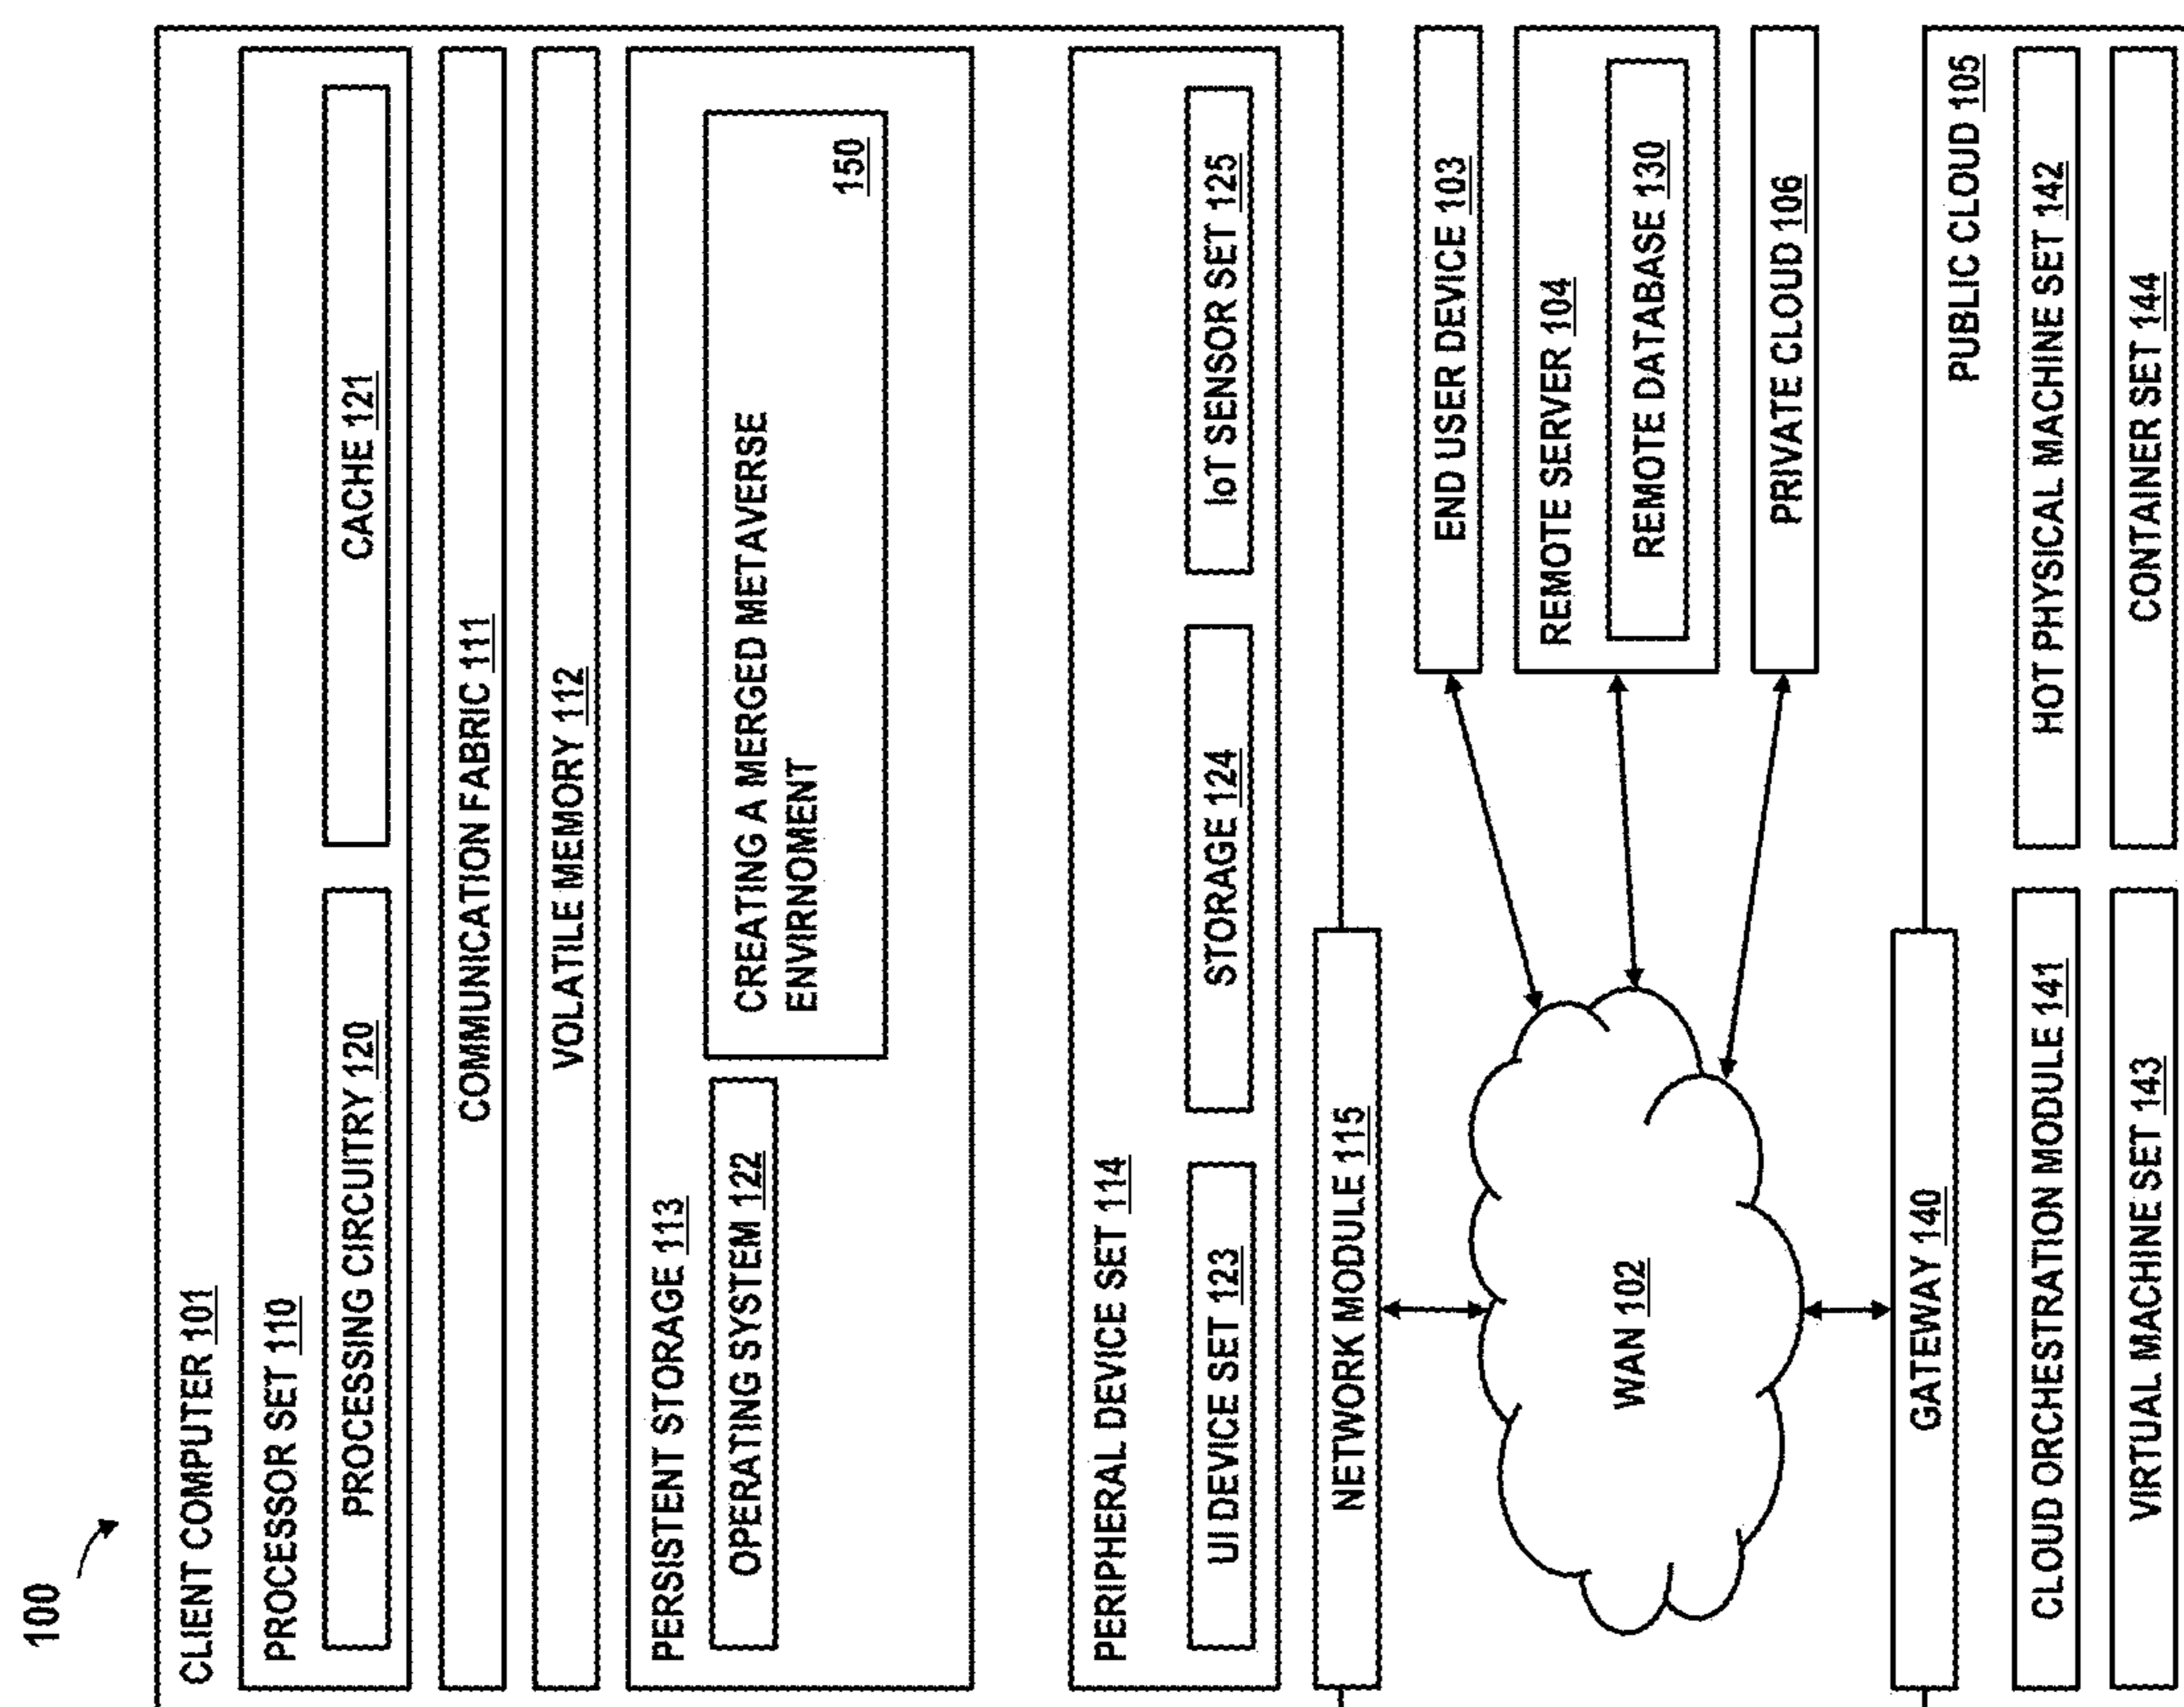 100
CLIENT COMPUTER 101
PROCESSOR SET 110
PROCESSING CIRCUITRY 120
CACHE 121
COMMUNICATION FABRIC 111
VOLATILE MEMORY 112
PERSISTENT STORAGE 113
OPERATING SYSTEM 122
CREATING A MERGED METAVERSE
ENVIRNOMENT
150
PERIPHERAL DEVICE SET 114
UI DEVICE SET 123
STORAGE 124
IoT SENSOR SET 125
NETWORK MODULE 115
WAN 102
END USER DEVICE 103
REMOTE SERVER 104
REMOTE DATABASE 130
PRIVATE CLOUD 106
GATEWAY 140
PUBLIC CLOUD 105
CLOUD ORCHESTRATION MODULE 141
HOT PHYSICAL MACHINE SET 142
VIRTUAL MACHINE SET 143
CONTAINER SET 144